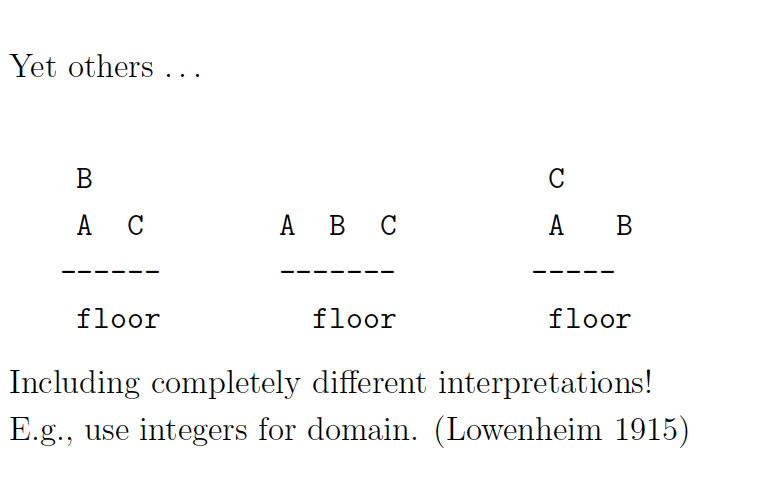 Yet others ...
B C
A C A B C A B
------ ------- -----
floor floor floor
Including completely different interpretations!
E.g., use integers for domain. (Lowenheim 1915)